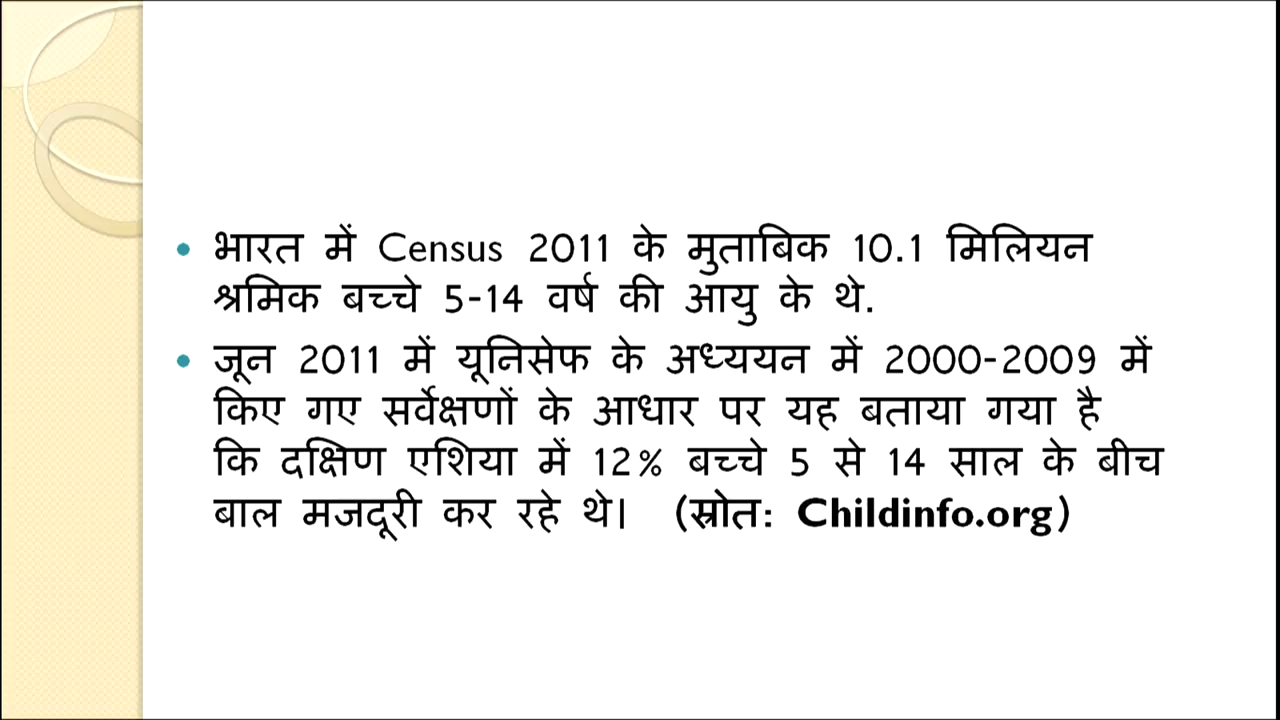 • भारत में Census 2011 के मुताबिक 10.1 मिलियन
श्रमिक बच्चे 5-14 वर्ष की आयु के थे.
• जून 2011 में यूनिसेफ के अध्ययन में 2000-2009 में
किए गए सर्वेक्षणों के आधार पर यह बताया गया है
कि दक्षिण एशिया में 12% बच्चे 5 से 14 साल के बीच
बाल मजदूरी कर रहे थे। (स्रोत: Childinfo.org)